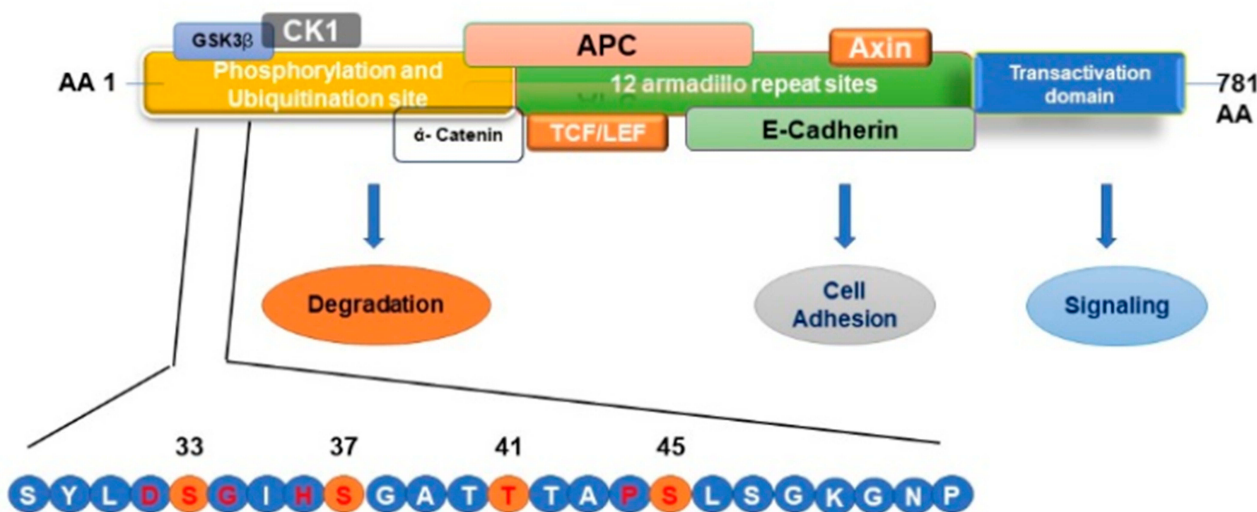 GSK3β
CK1
APC
Axin
AA 1
Phosphorylation and
Ubiquitination site
12 armadillo repeat sites
Transactivation
domain
781
AA
ά- Catenin
TCF/LEF
E-Cadherin
Degradation
Cell
Adhesion
Signaling
33 37 41 45
S Y L D S G I H S G A T T T A P S L S G K G N P